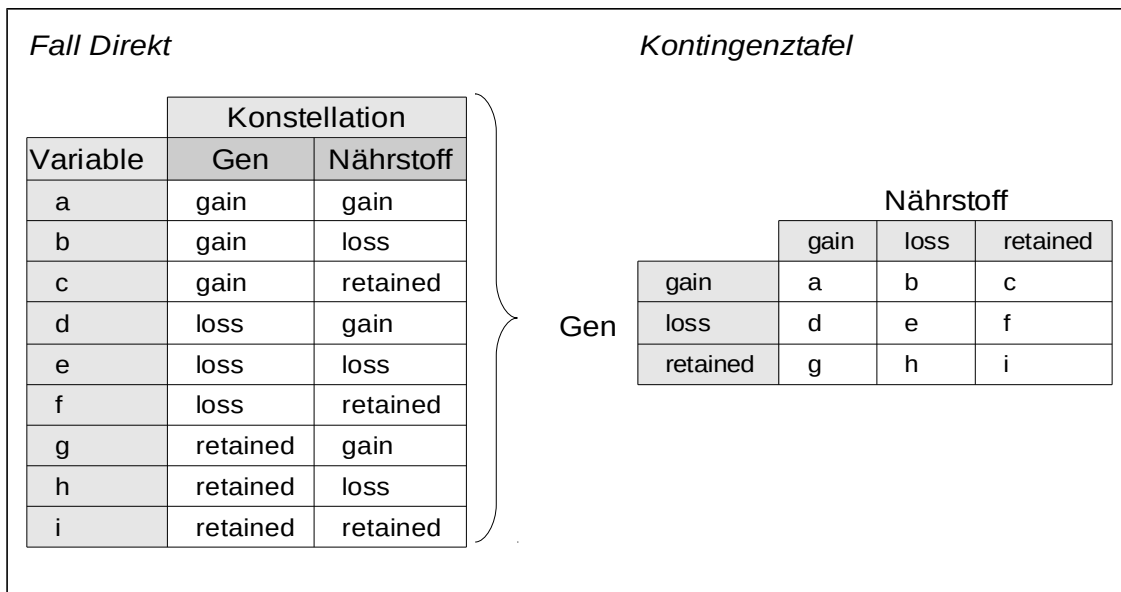 Fall Direkt
Konstellation
Variable Gen Nährstoff
a gain gain
b gain loss
c gain retained
d loss gain
e loss loss
f loss retained
g retained gain
h retained loss
i retained retained
Kontingenztafel
Nährstoff
gain loss retained
gain a b c
Gen loss d e f
retained g h i